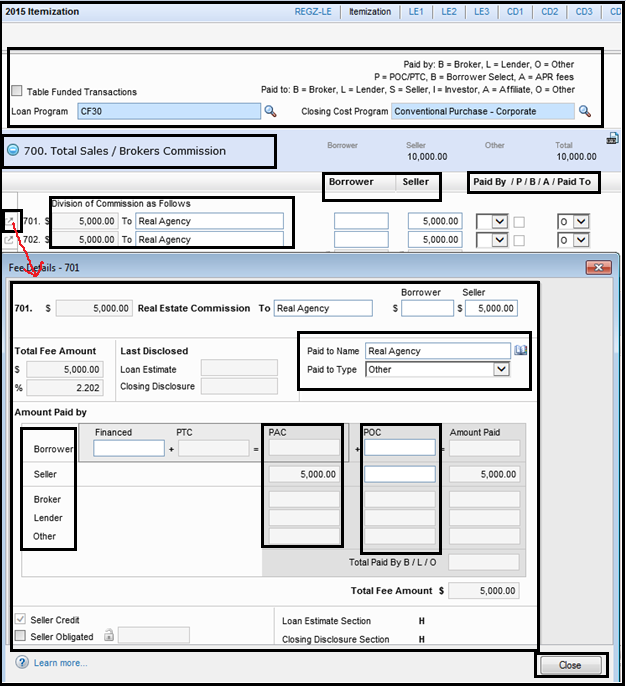 2015 Itemization REGZ-LE Itemization LE1 LE2 LE3 CD1 CD2 CD3 CD
Paid by: B = Broker, L = Lender, O = Other
P = POC/PTC, B = Borrower Select, A = APR fees
Table Funded Transactions Paid to: B = Broker, L = Lender, S = Seller, I = Investor, A = Affiliate, O = Other
Loan Program CF30 Closing Cost Program Conventional Purchase - Corporate
700. Total Sales / Brokers Commission Borrower Seller Other Total
10,000.00 10,000.00
Borrower Seller Paid By / P / B / A / Paid To
Division of Commission as Follows
701. $ 5,000.00 To Real Agency 5,000.00 O
702. $ 5,000.00 To Real Agency 5,000.00 O
Fee Details - 701
Borrower Seller
701. $ 5,000.00 Real Estate Commission To Real Agency $ $ 5,000.00
Total Fee Amount Last Disclosed Paid to Name Real Agency
$ 5,000.00 Loan Estimate Paid to Type Other
% 2.202 Closing Disclosure
Amount Paid by
Financed PTC PAC POC Amount Paid
Borrower + = + =
Seller 5,000.00 5,000.00
Broker
Lender
Other
Total Paid By B / L / O
Total Fee Amount $ 5,000.00
Seller Credit Loan Estimate Section H
Seller Obligated Closing Disclosure Section H
Learn more... Close